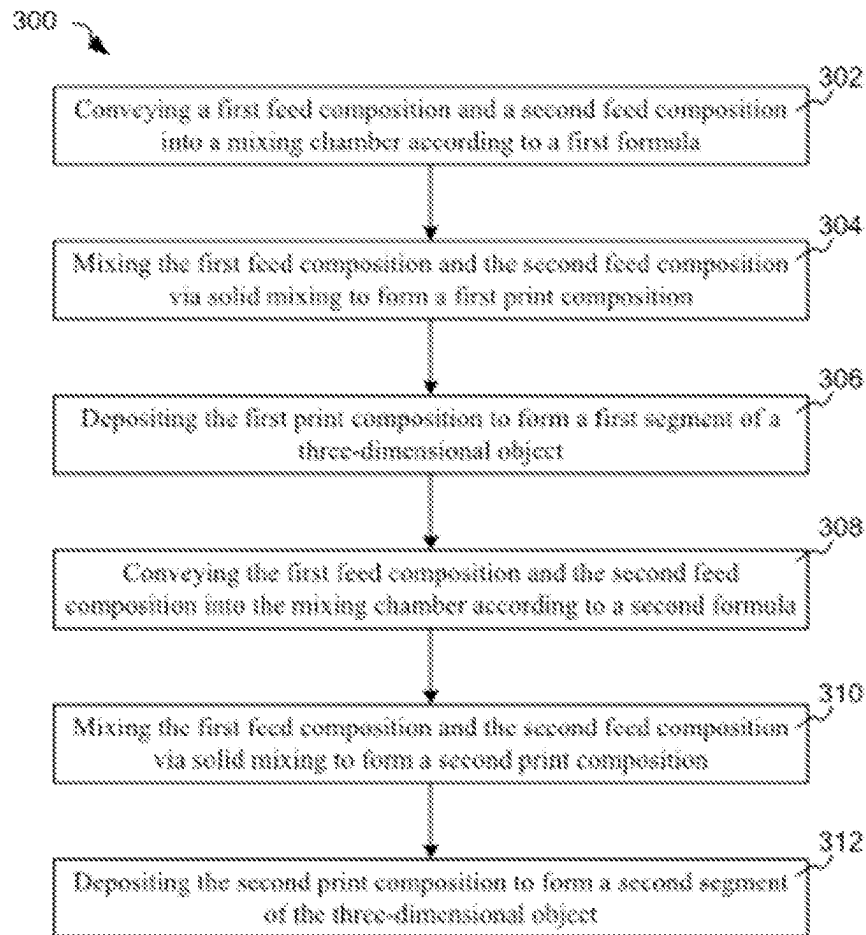 300
302
Conveying a first feed composition and a second feed composition
into a mixing chamber according to a first formula
304
Mixing the first feed composition and the second feed composition
via solid mixing to form a first print composition
306
Depositing the first print composition to form a first segment of a
three-dimensional object
308
Conveying the first feed composition and the second feed
composition into the mixing chamber according to a second formula
310
Mixing the first feed composition and the second feed composition
via solid mixing to form a second print composition
312
Depositing the second print composition to form a second segment
of the three-dimensional object